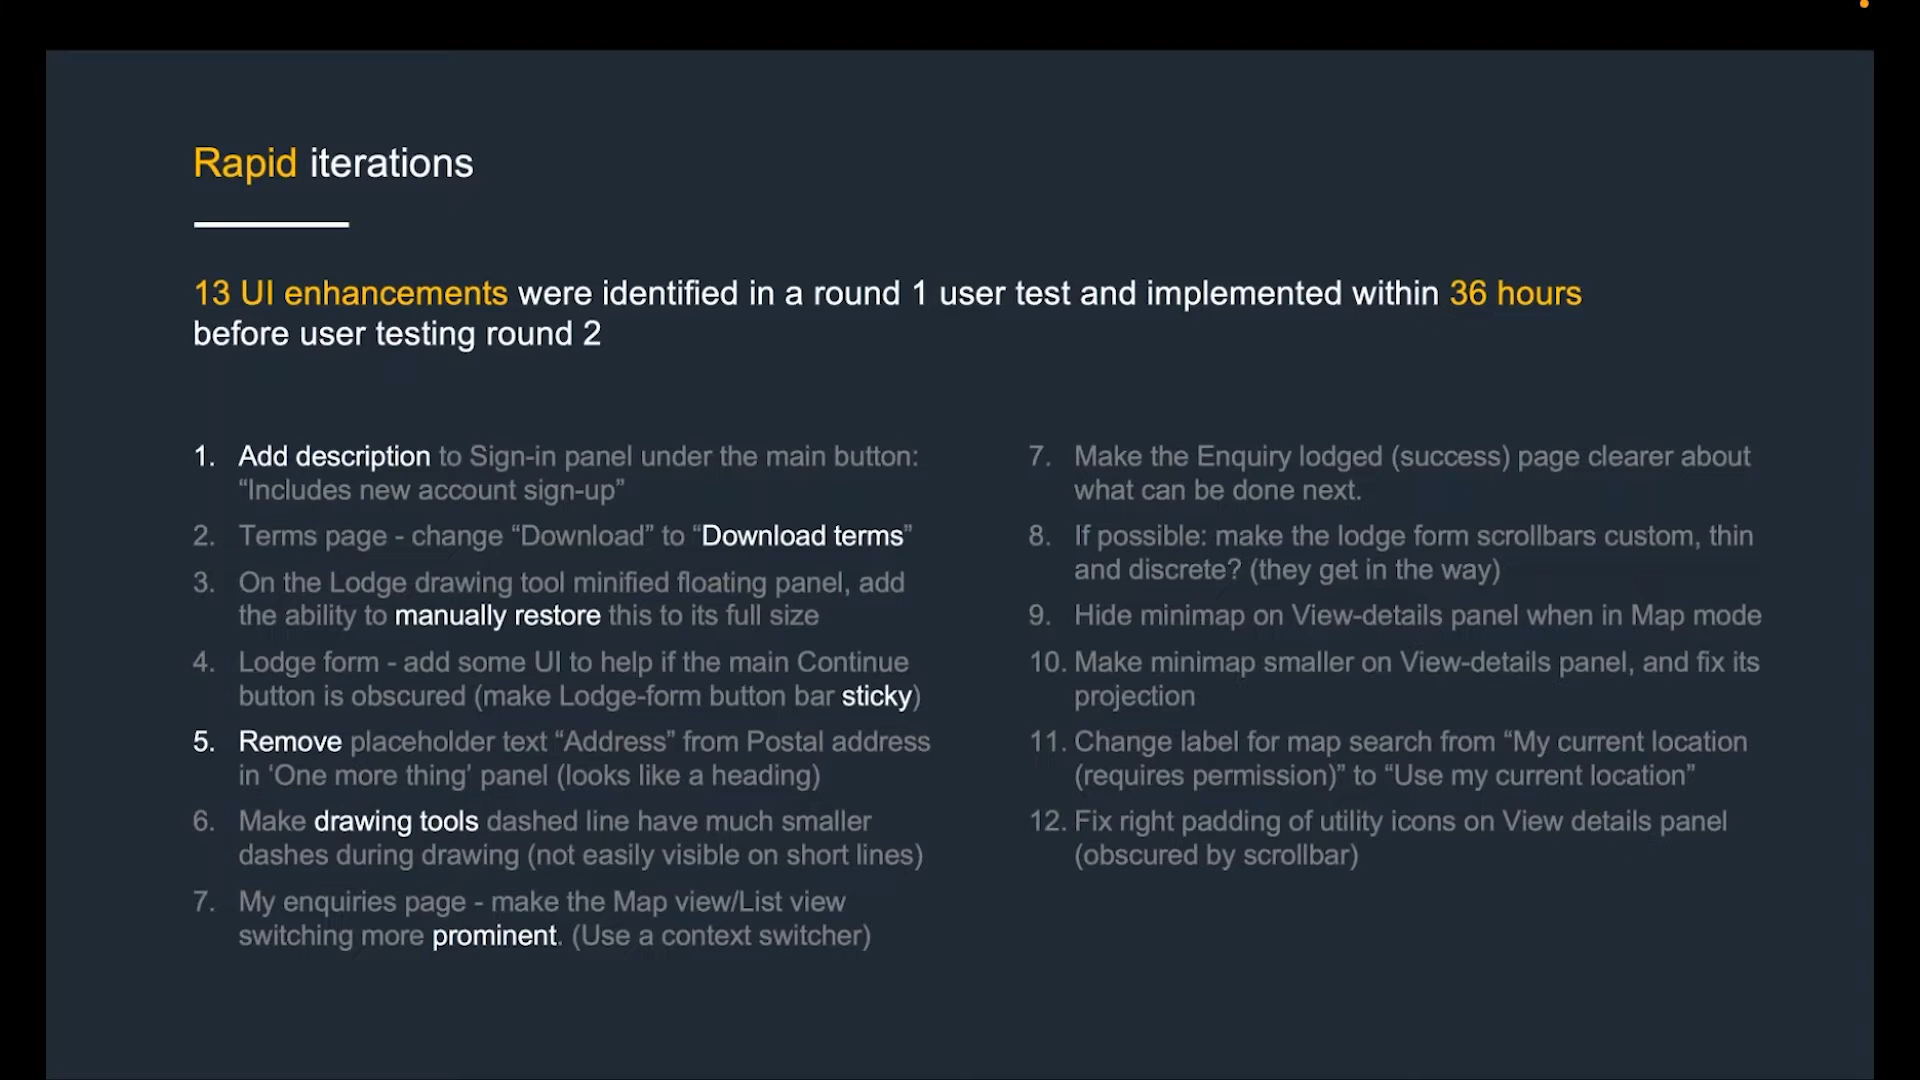 Rapid iterations
13 UI enhancements were identified in a round 1 user test and implemented within 36 hours
before user testing round 2
1. Add description to Sign-in panel under the main button:
“Includes new account sign-up”
2. Terms page - change “Download” to “Download terms”
3. On the Lodge drawing tool minified floating panel, add
the ability to manually restore this to its full size
4. Lodge form - add some UI to help if the main Continue
button is obscured (make Lodge-form button bar sticky)
5. Remove placeholder text “Address” from Postal address
in ‘One more thing’ panel (looks like a heading)
6. Make drawing tools dashed line have much smaller
dashes during drawing (not easily visible on short lines)
7. My enquiries page - make the Map view/List view
switching more prominent. (Use a context switcher)
7. Make the Enquiry lodged (success) page clearer about
what can be done next.
8. If possible: make the lodge form scrollbars custom, thin
and discrete? (they get in the way)
9. Hide minimap on View-details panel when in Map mode
10. Make minimap smaller on View-details panel, and fix its
projection
11. Change label for map search from “My current location
(requires permission)” to “Use my current location”
12. Fix right padding of utility icons on View details panel
(obscured by scrollbar)